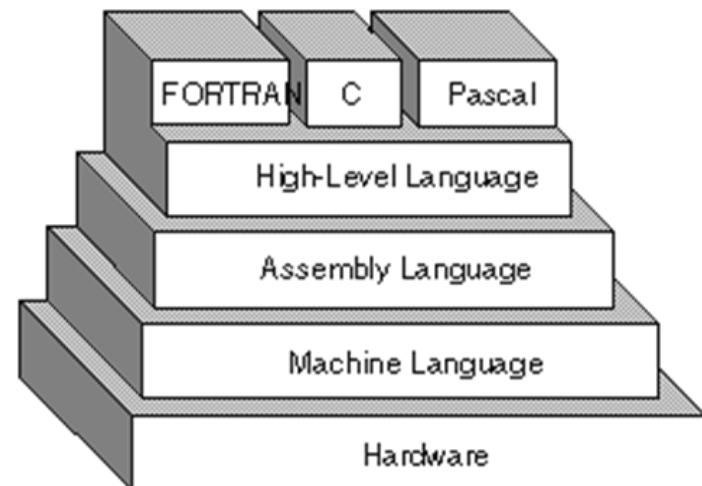 FORTRAN C Pascal
High-Level Language
Assembly Language
Machine Language
Hardware